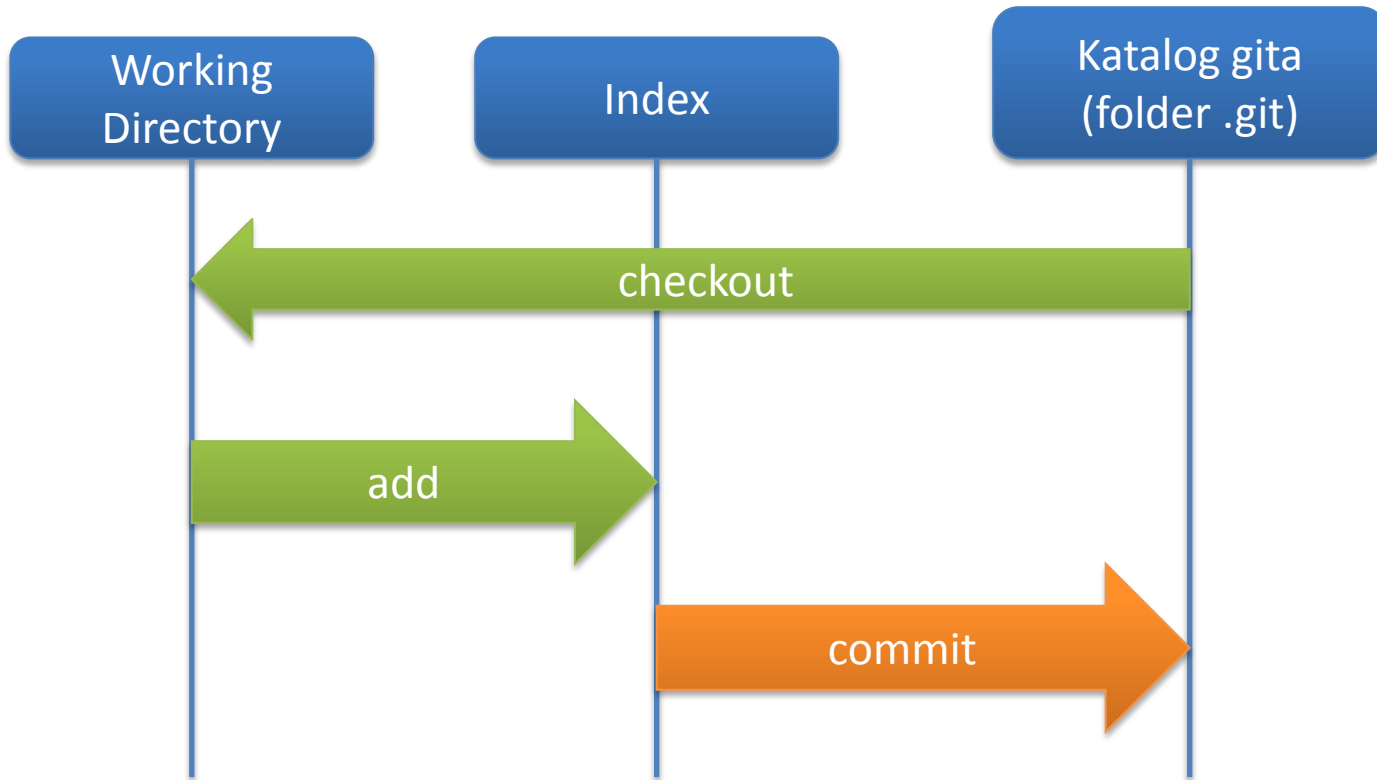 Working
Directory
Index
Katalog gita
(folder .git)
checkout
add
commit